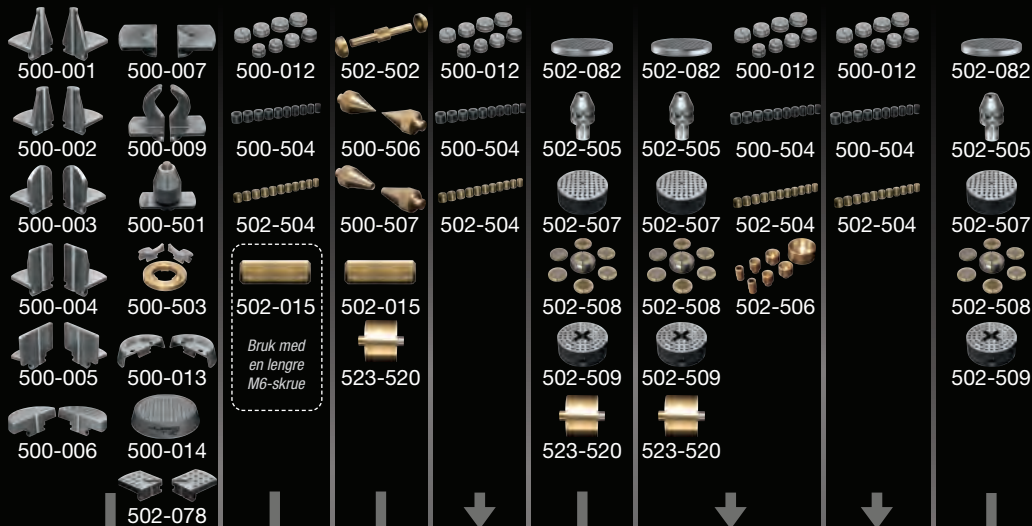 500-001 500-007 500-012 502-502 500-012 502-082 502-082 500-012 500-012 502-082
500-002 500-009 500-504 500-506 500-504 502-505 502-505 500-504 500-504 502-505
500-003 500-501 502-504 500-507 502-504 502-507 502-507 502-504 502-504 502-507
500-004 500-503 502-015 502-015 502-508 502-508 502-506 502-508
Bruk med
en lengre
M6-skrue
500-005 500-013 523-520 502-509 502-509 502-509
500-006 500-014 523-520 523-520
502-078